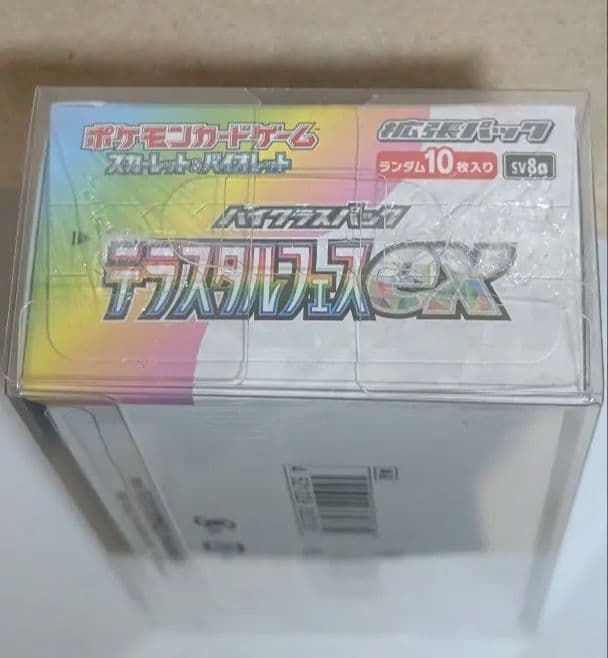 ポケモンカードゲーム
スカーレット&バイオレット
拡張パック
ランダム10枚入り
SV8a
ハイクラスパック
テラスタルフェスex